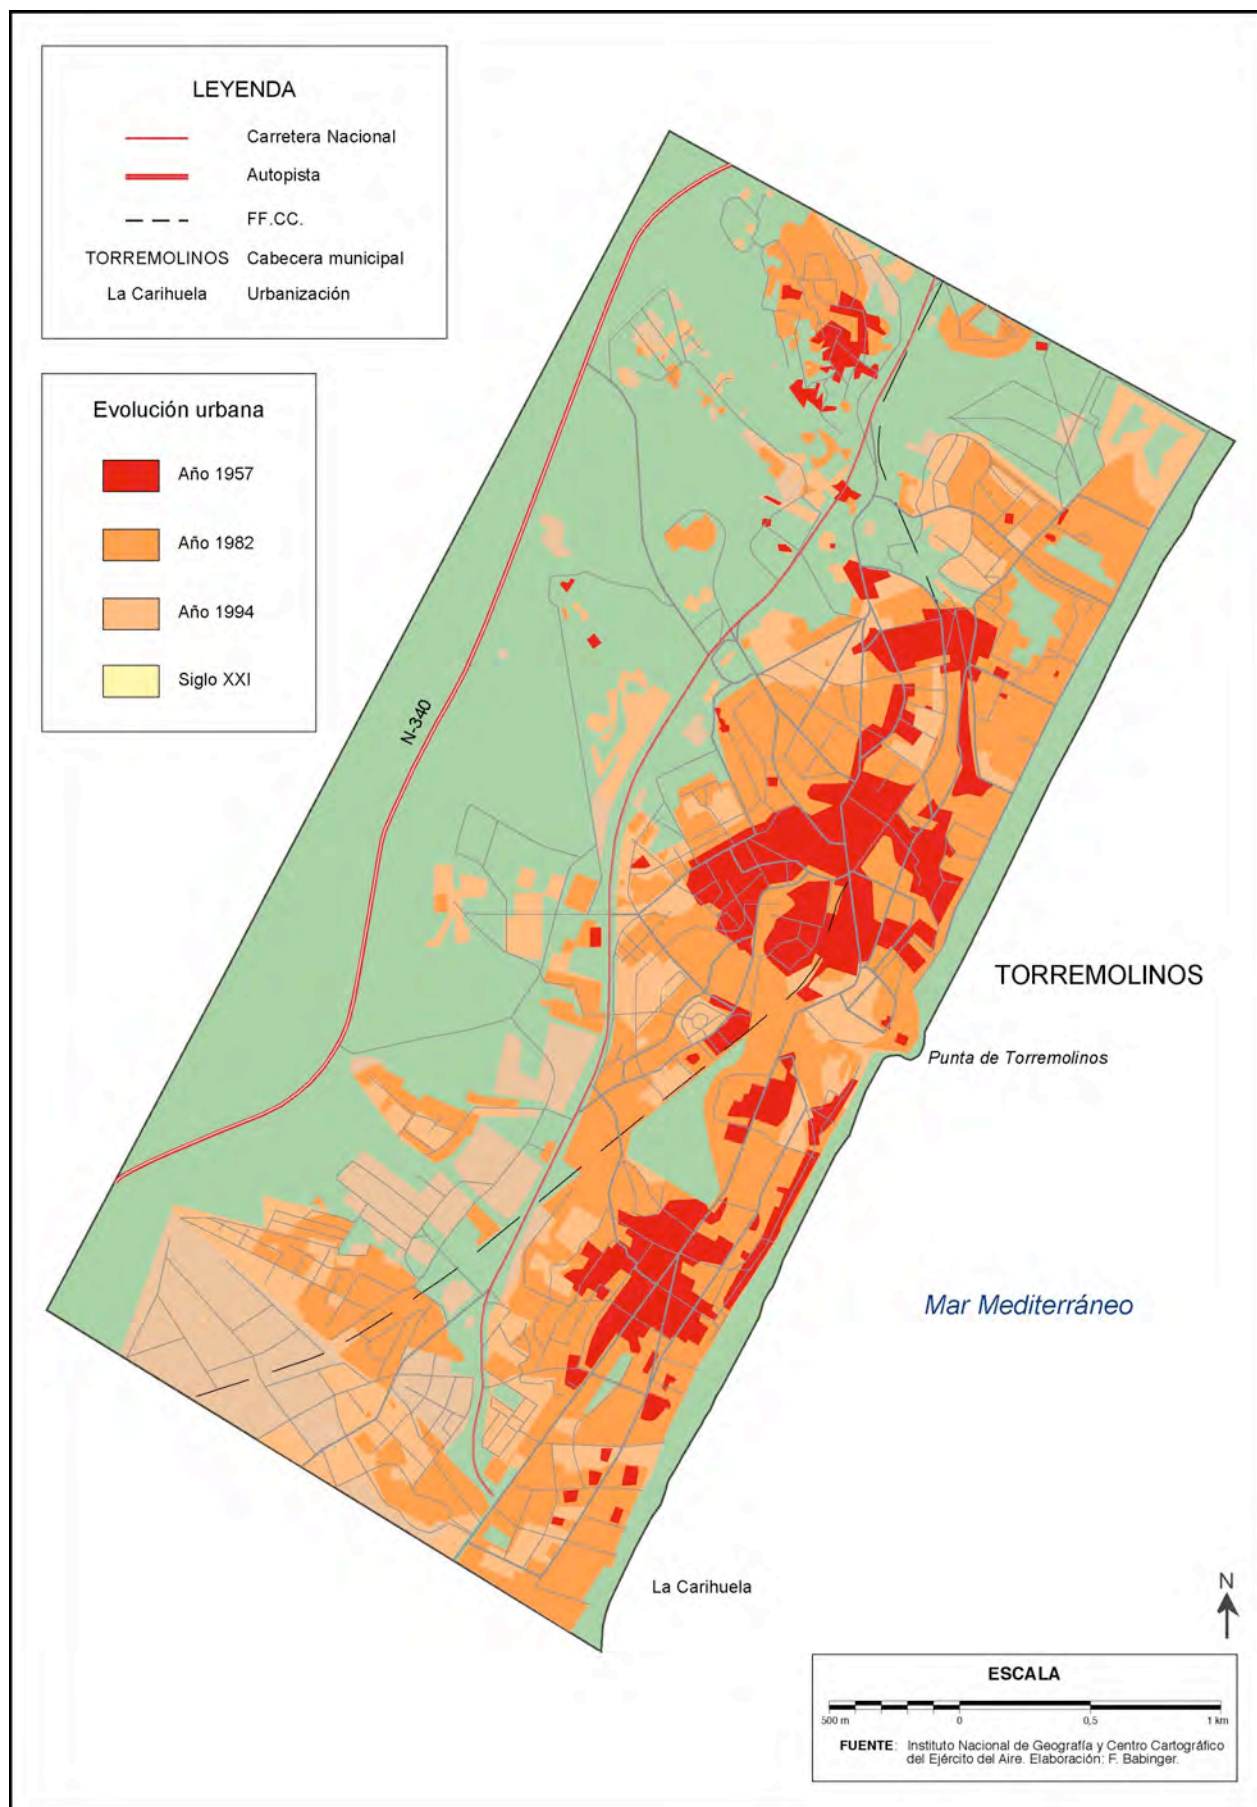 LEYENDA
Carretera Nacional
Autopista
FF.CC.
TORREMOLINOS Cabecera municipal
La Carihuela Urbanización
Evolución urbana
Año 1957
Año 1982
Año 1994
Siglo XXI
N-340
TORREMOLINOS
Punta de Torremolinos
Mar Mediterráneo
La Carihuela
N
ESCALA
500 m 0 0,5 1 km
FUENTE: Instituto Nacional de Geografía y Centro Cartográfico
del Ejército del Aire. Elaboración: F. Babinger.